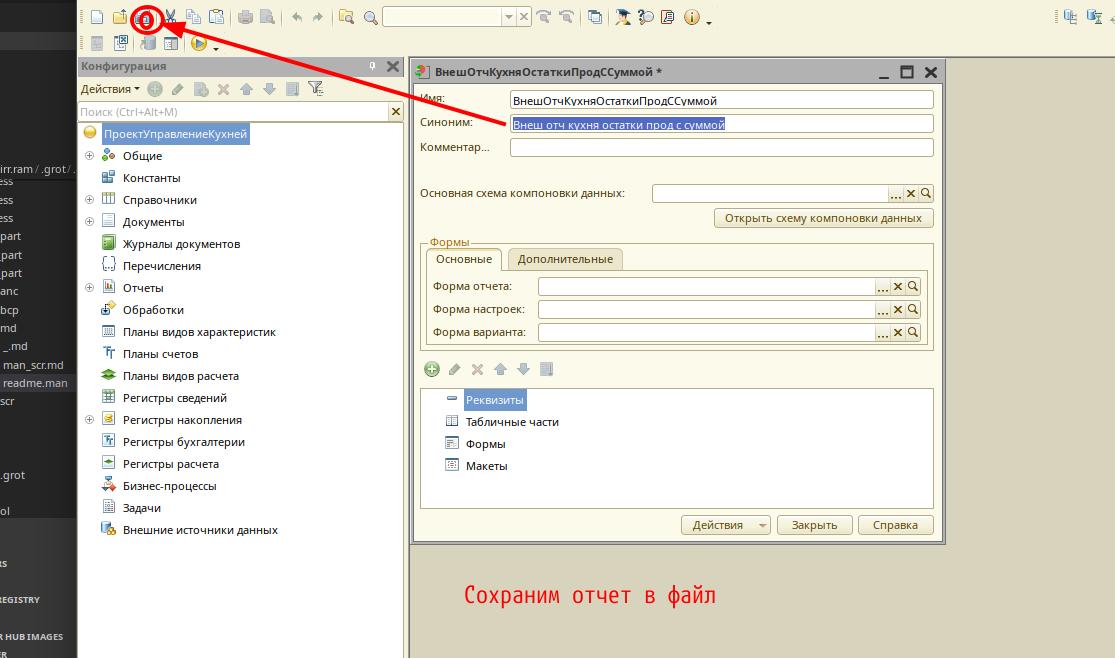 Конфигурация
Действия
Поиск (Ctrl+Alt+M)
ПроектУправлениеКухней
Общие
Константы
Справочники
Документы
Журналы документов
Перечисления
Отчеты
Обработки
Планы видов характеристик
Планы счетов
Планы видов расчета
Регистры сведений
Регистры накопления
Регистры бухгалтерии
Регистры расчета
Бизнес-процессы
Задачи
Внешние источники данных
ВнешОтчКухняОстаткиПродССуммой *
Имя:
ВнешОтчКухняОстаткиПродССуммой
Синоним:
Внеш отч кухня остатки прод с суммой
Комментар...
Основная схема компоновки данных:
Открыть схему компоновки данных
Формы
Основные
Дополнительные
Форма отчета:
Форма настроек:
Форма варианта:
Реквизиты
Табличные части
Формы
Макеты
Действия
Закрыть
Справка
Сохраним отчет в файл
irr.ram / .grot /
ess
ess
ess
part
part
_part
anc
bcp
md
_.md
man_scr.md
readme.man
scr
.grot
ol
RS
REGISTRY
R HUB IMAGES
ER